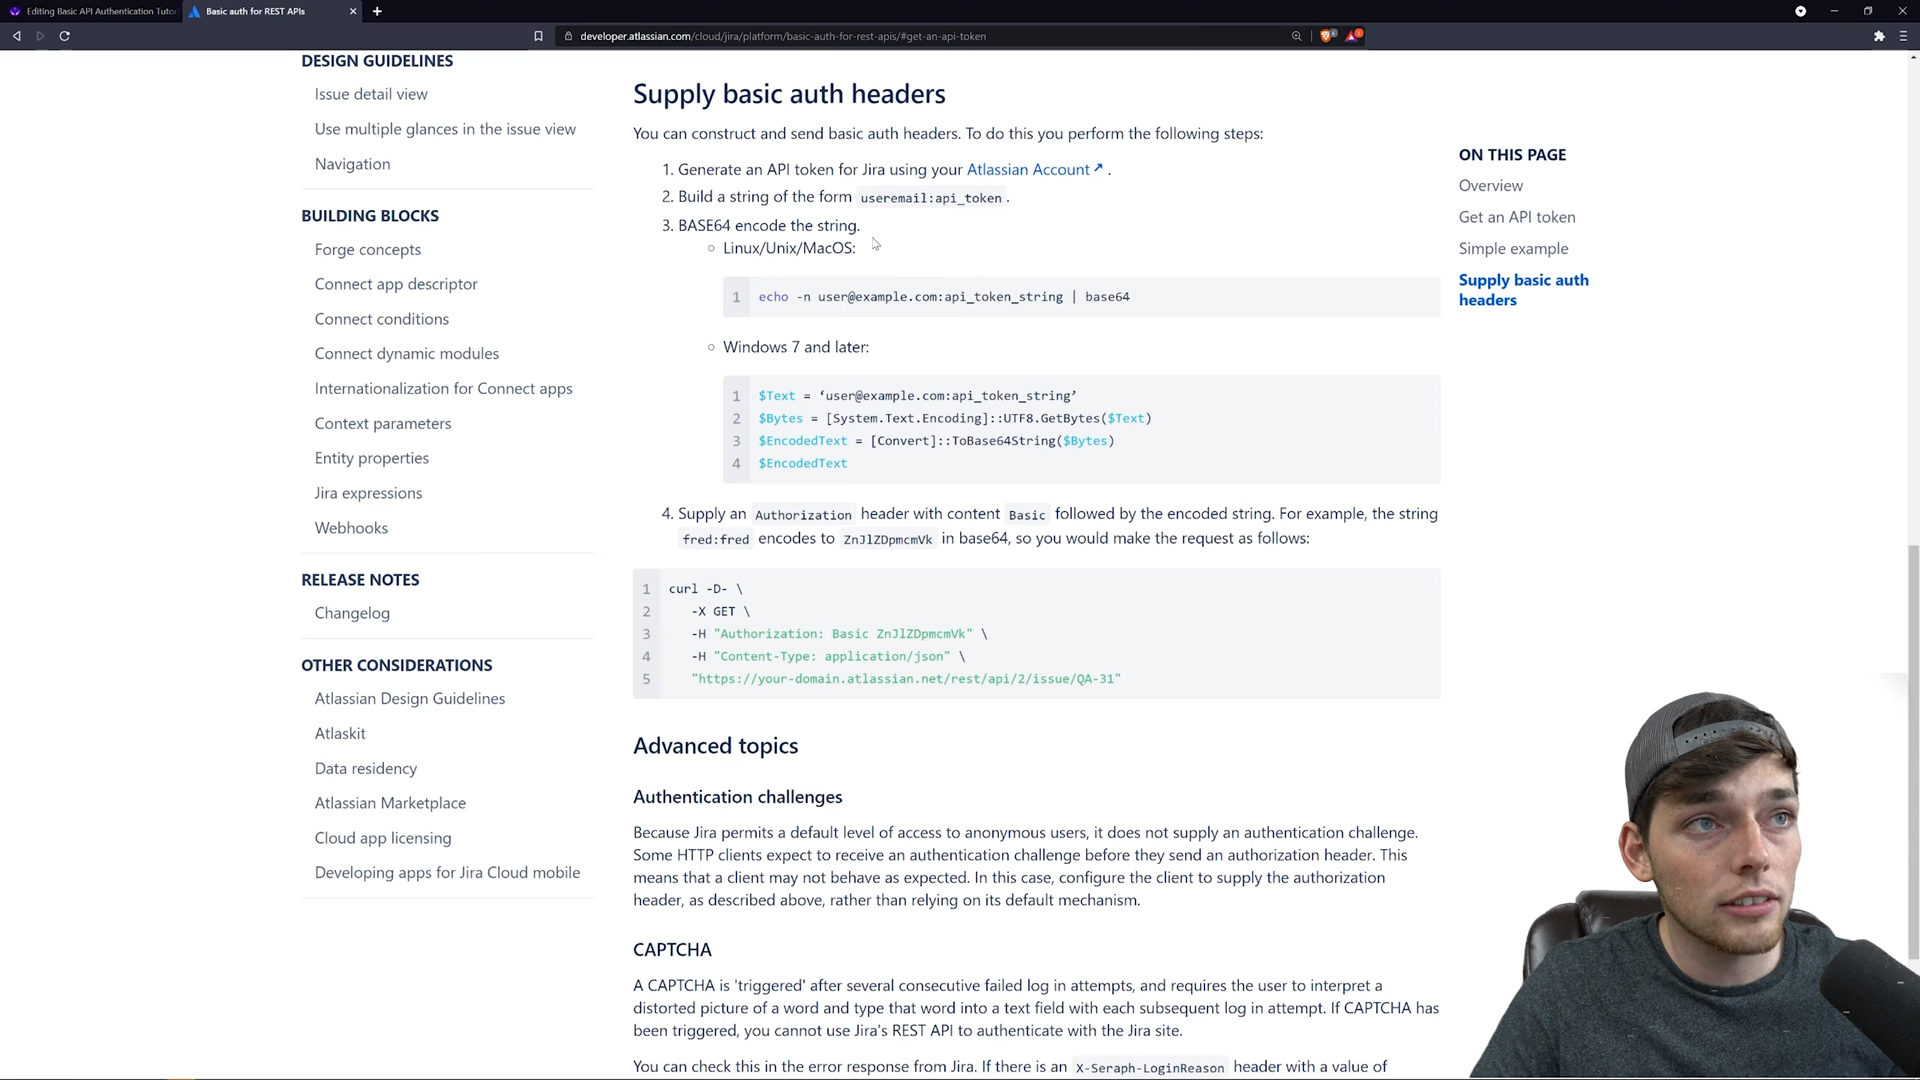 Editing Basic API Authentication Tutor
Basic auth for REST APIs
developer.atlassian.com/cloud/jira/platform/basic-auth-for-rest-apis/#get-an-api-token
DESIGN GUIDELINES
Issue detail view
Use multiple glances in the issue view
Navigation
BUILDING BLOCKS
Forge concepts
Connect app descriptor
Connect conditions
Connect dynamic modules
Internationalization for Connect apps
Context parameters
Entity properties
Jira expressions
Webhooks
RELEASE NOTES
Changelog
OTHER CONSIDERATIONS
Atlassian Design Guidelines
Atlaskit
Data residency
Atlassian Marketplace
Cloud app licensing
Developing apps for Jira Cloud mobile
Supply basic auth headers
You can construct and send basic auth headers. To do this you perform the following steps:
1. Generate an API token for Jira using your Atlassian Account ↗ .
2. Build a string of the form useremail:api_token .
3. BASE64 encode the string.
○ Linux/Unix/MacOS:
1 echo -n user@example.com:api_token_string | base64
○ Windows 7 and later:
1 $Text = ‘user@example.com:api_token_string’
2 $Bytes = [System.Text.Encoding]::UTF8.GetBytes($Text)
3 $EncodedText = [Convert]::ToBase64String($Bytes)
4 $EncodedText
4. Supply an Authorization header with content Basic followed by the encoded string. For example, the string
fred:fred encodes to ZnJlZDpmcmVk in base64, so you would make the request as follows:
1 curl -D- \
2 -X GET \
3 -H "Authorization: Basic ZnJlZDpmcmVk" \
4 -H "Content-Type: application/json" \
5 "https://your-domain.atlassian.net/rest/api/2/issue/QA-31"
Advanced topics
Authentication challenges
Because Jira permits a default level of access to anonymous users, it does not supply an authentication challenge.
Some HTTP clients expect to receive an authentication challenge before they send an authorization header. This
means that a client may not behave as expected. In this case, configure the client to supply the authorization
header, as described above, rather than relying on its default mechanism.
CAPTCHA
A CAPTCHA is 'triggered' after several consecutive failed log in attempts, and requires the user to interpret a
distorted picture of a word and type that word into a text field with each subsequent log in attempt. If CAPTCHA has
been triggered, you cannot use Jira's REST API to authenticate with the Jira site.
You can check this in the error response from Jira. If there is an X-Seraph-LoginReason header with a value of
ON THIS PAGE
Overview
Get an API token
Simple example
Supply basic auth
headers